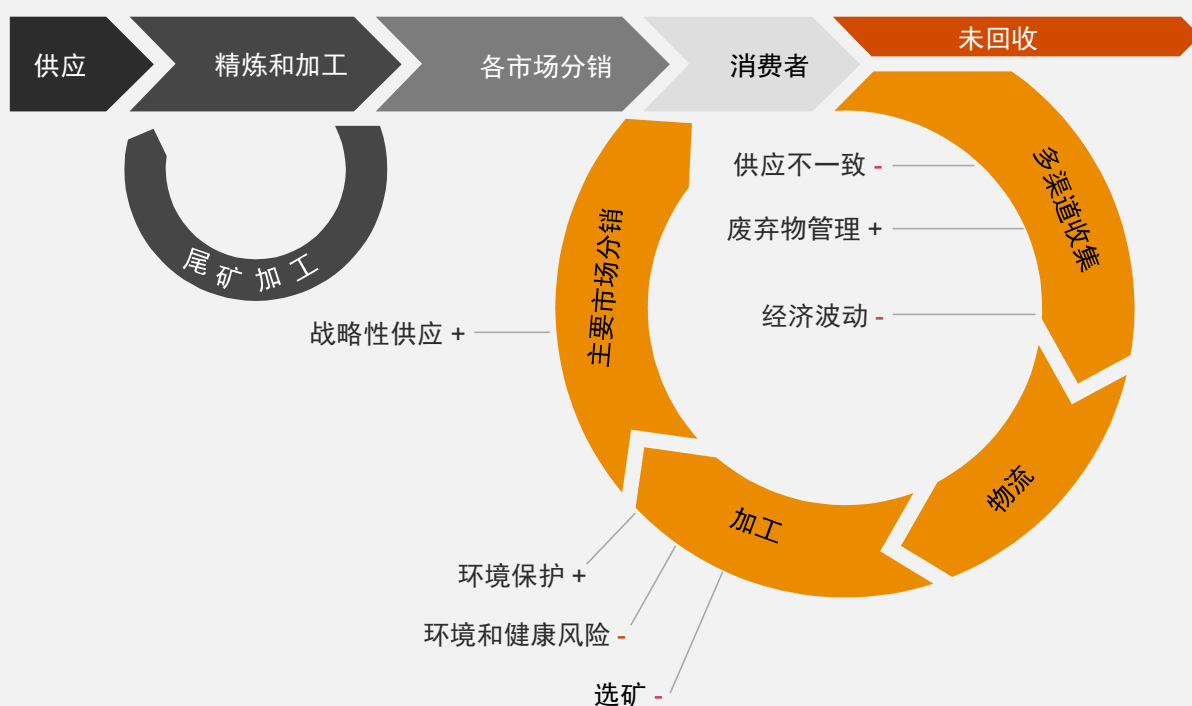 供应
精炼和加工
各市场分销
消费者
未回收
供应不一致 -
废弃物管理 +
经济波动 -
多渠道收集
尾矿加工
主要市场分销
战略性供应 +
物流
加工
环境保护 +
环境和健康风险 -
选矿 -